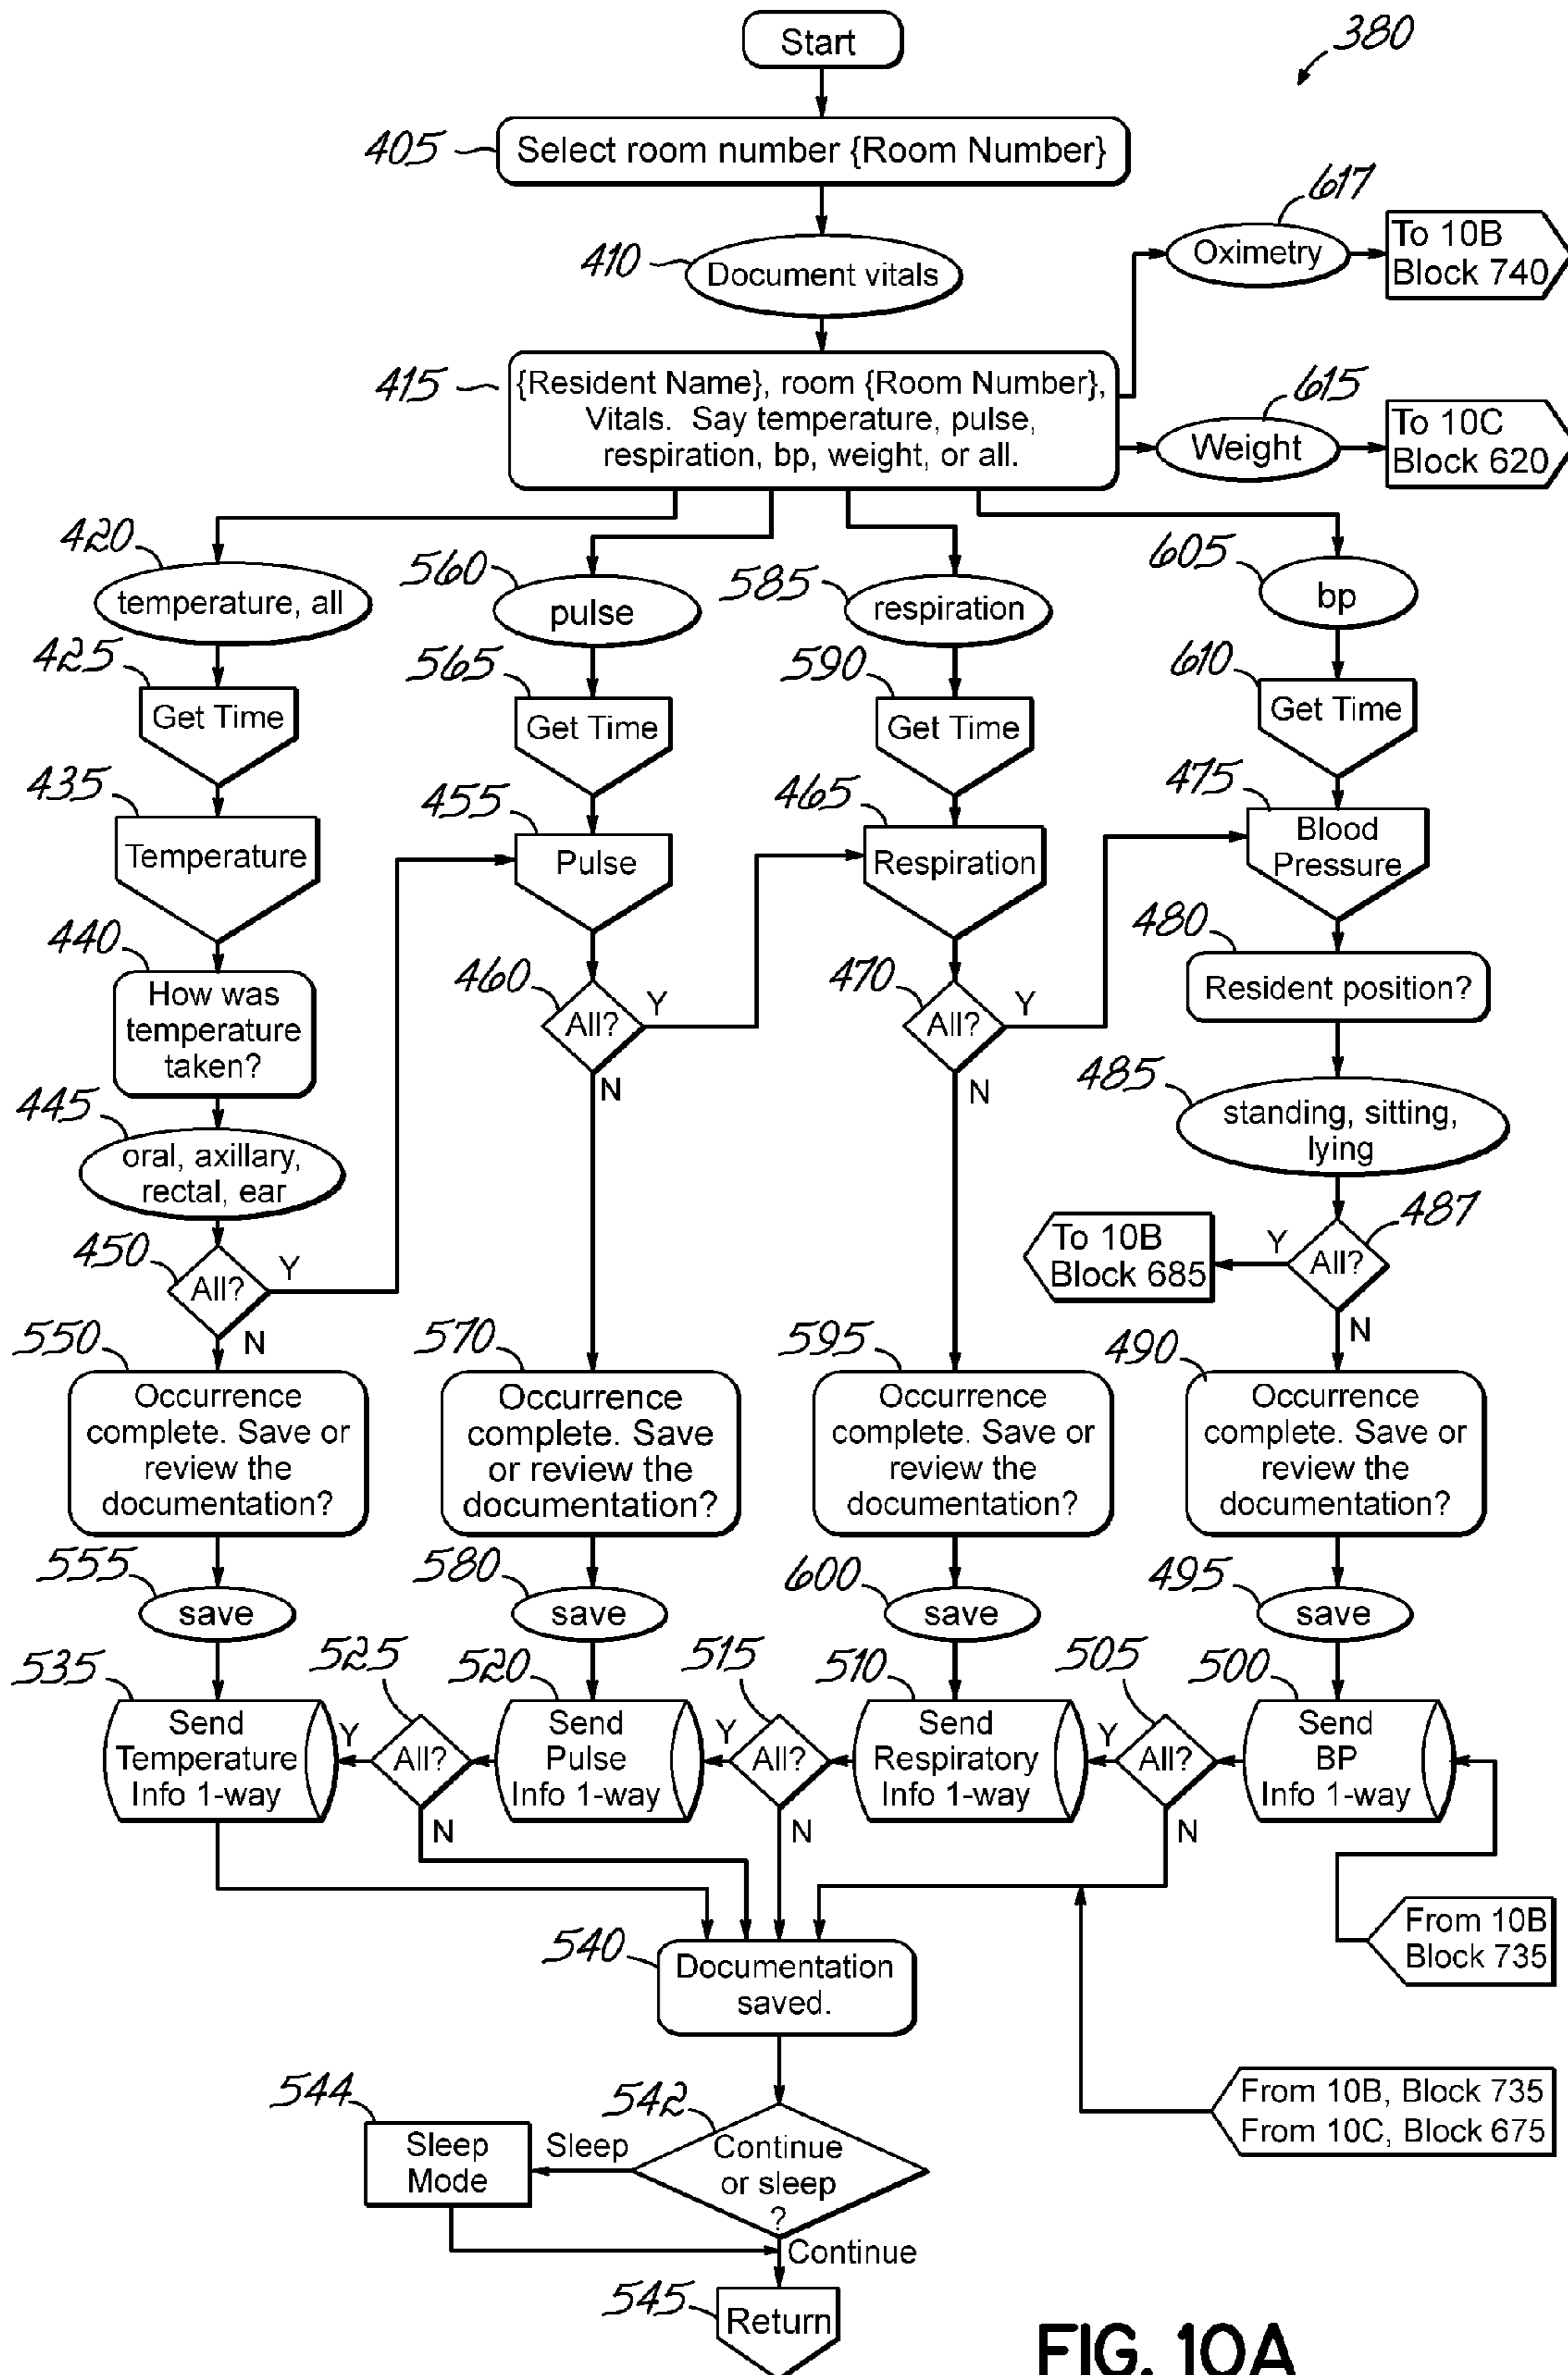 Start
380
405
Select room number {Room Number}
617
410
Document vitals
Oximetry
To 10B
Block 740
415
{Resident Name}, room {Room Number},
Vitals. Say temperature, pulse,
respiration, bp, weight, or all.
615
Weight
To 10C
Block 620
420
temperature, all
560
pulse
585
respiration
605
bp
425
Get Time
565
Get Time
590
Get Time
610
Get Time
435
Temperature
455
Pulse
465
Respiration
475
Blood
Pressure
440
How was
temperature
taken?
460
All?
Y
N
470
All?
Y
N
480
Resident position?
445
oral, axillary,
rectal, ear
485
standing, sitting,
lying
450
All?
Y
N
To 10B
Block 685
Y
All?
487
N
550
Occurrence
complete. Save or
review the
documentation?
570
Occurrence
complete. Save
or review the
documentation?
595
Occurrence
complete. Save or
review the
documentation?
490
Occurrence
complete. Save or
review the
documentation?
555
save
580
save
600
save
495
save
535
Send
Temperature
Info 1-way
525
Y
All?
N
520
Send
Pulse
Info 1-way
515
Y
All?
N
510
Send
Respiratory
Info 1-way
505
Y
All?
N
500
Send
BP
Info 1-way
From 10B
Block 735
540
Documentation
saved.
From 10B, Block 735
From 10C, Block 675
544
Sleep
Mode
Sleep
542
Continue
or sleep
?
Continue
545
Return
FIG. 10A